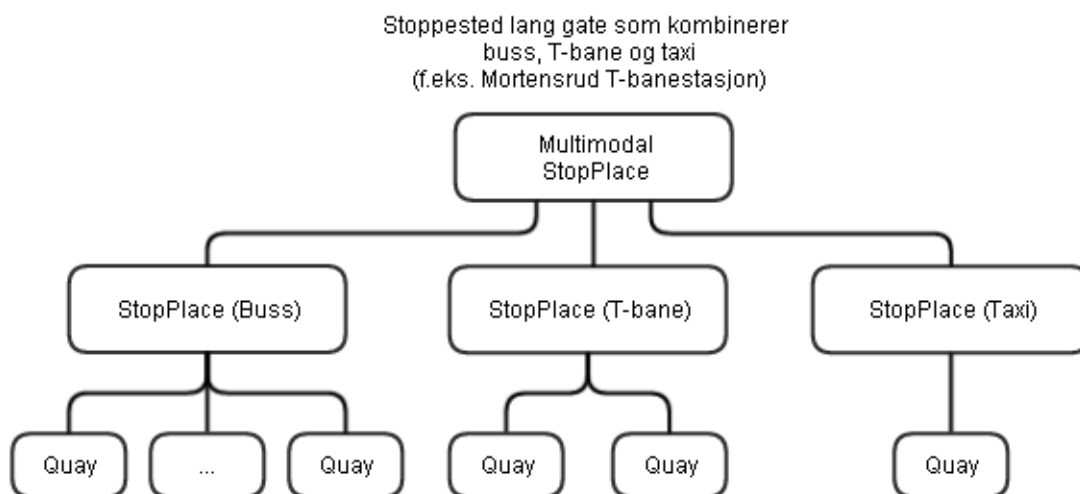 Stoppested lang gate som kombinerer
buss, T-bane og taxi
(f.eks. Mortensrud T-banestasjon)
Multimodal
StopPlace
StopPlace (Buss)
StopPlace (T-bane)
StopPlace (Taxi)
Quay
...
Quay
Quay
Quay
Quay